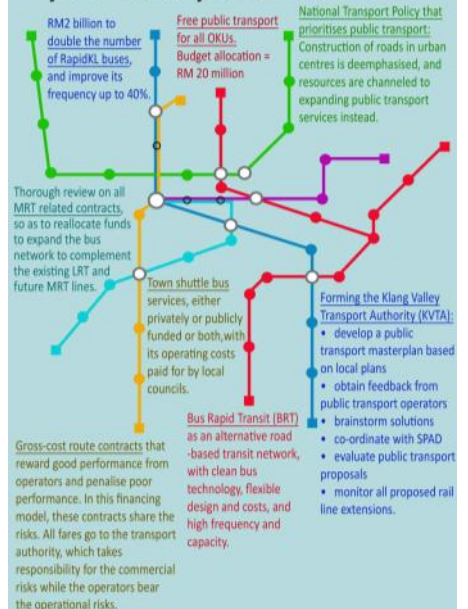 RM2 billion to
double the number
of RapidKL buses,
and improve its
frequency up to 40%.
Free public transport
for all OKUs.
Budget allocation =
RM 20 million
National Transport Policy that
prioritises public transport:
Construction of roads in urban
centres is deemphasised, and
resources are channeled to
expanding public transport
services instead.
Thorough review on all
MRT related contracts,
so as to reallocate funds
to expand the bus
network to complement
the existing LRT and
future MRT lines.
Town shuttle bus
services, either
privately or publicly
funded or both,with
its operating costs
paid for by local
councils.
Forming the Klang Valley
Transport Authority (KVTA):
• develop a public
transport masterplan based
on local plans
• obtain feedback from
public transport operators
• brainstorm solutions
• co-ordinate with SPAD
• evaluate public transport
proposals
• monitor all proposed rail
line extensions.
Bus Rapid Transit (BRT)
as an alternative road
-based transit network,
with clean bus
technology, flexible
design and costs, and
high frequency and
capacity.
Gross-cost route contracts that
reward good performance from
operators and penalise poor
performance. In this financing
model, these contracts share the
risks. All fares go to the transport
authority, which takes
responsibility for the commercial
risks while the operators bear
the operational risks.